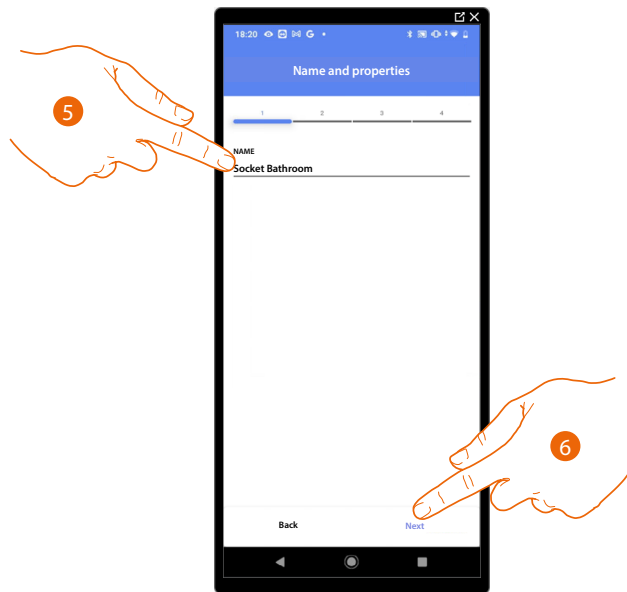 18:20 G
Name and properties
1 2 3 4
NAME
Socket Bathroom
5
6
Back Next